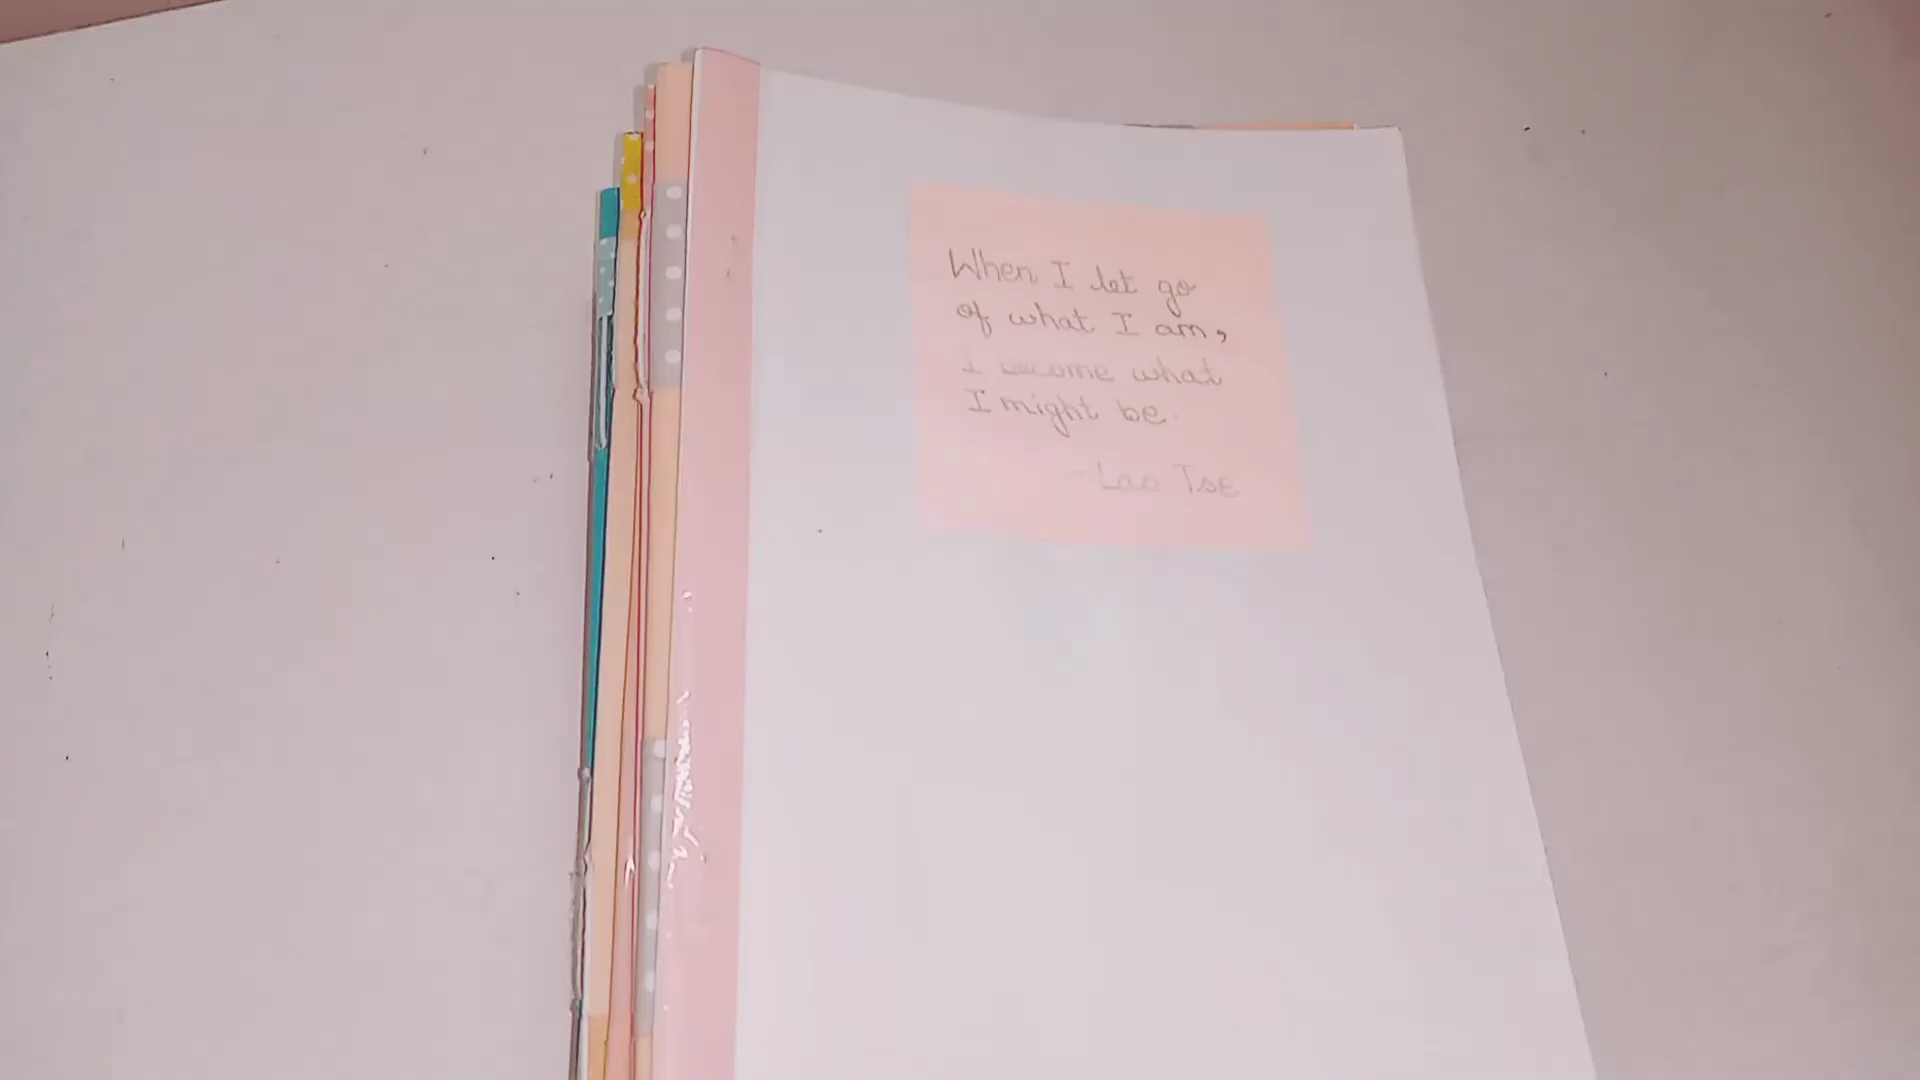 When I let go
of what I am,
I become what
I might be.
-Lao Tse